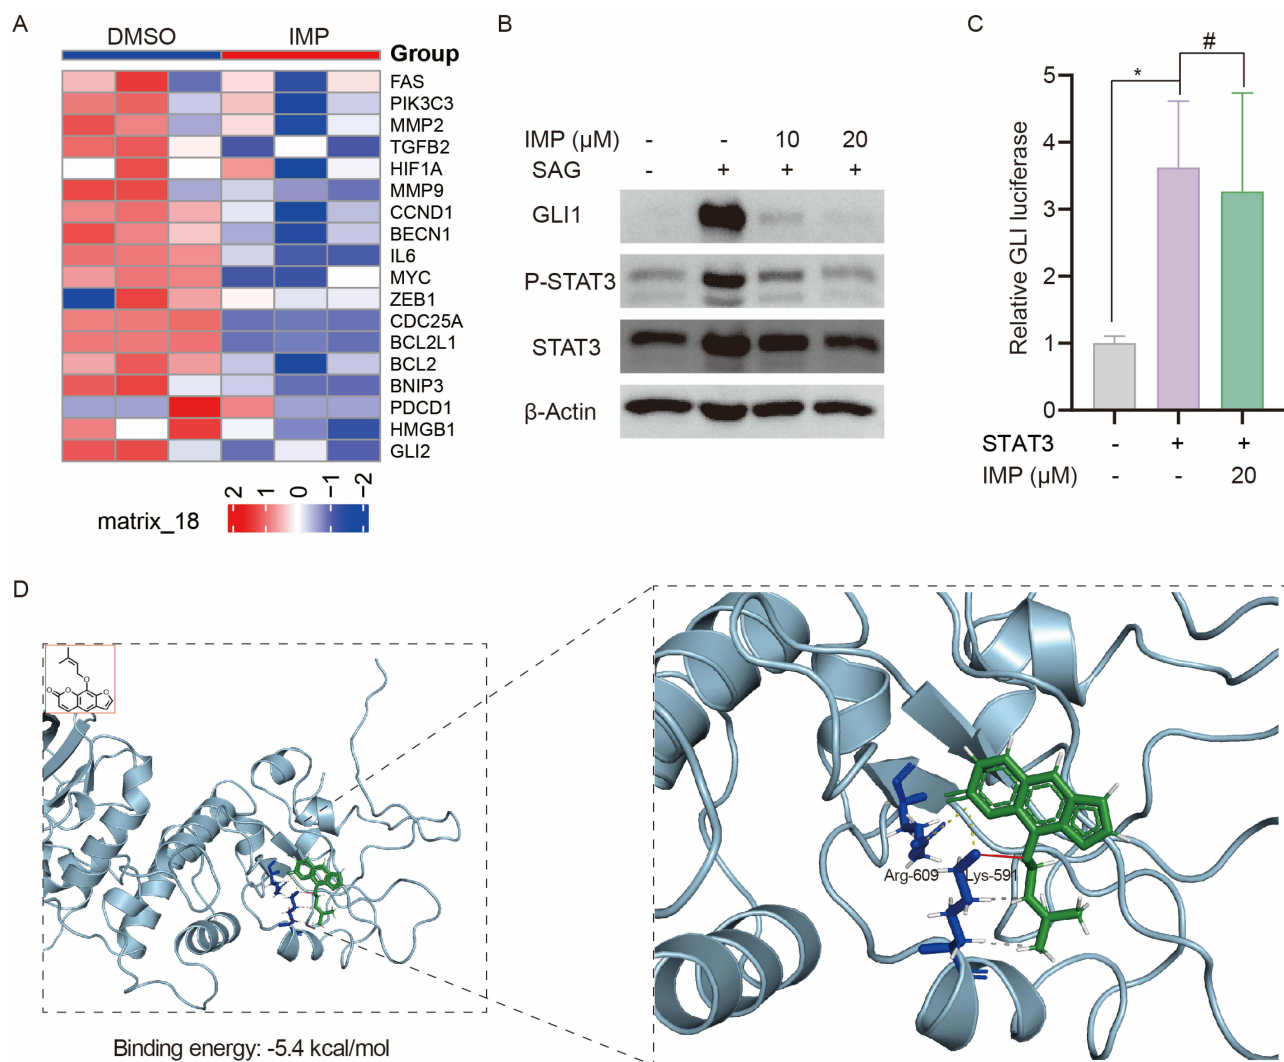 A
DMSO IMP
Group
FAS
PIK3C3
MMP2
TGFB2
HIF1A
MMP9
CCND1
BECN1
IL6
MYC
ZEB1
CDC25A
BCL2L1
BCL2
BNIP3
PDCD1
HMGB1
GLI2
matrix_18
2 1 0 −1 −2
B
IMP (μM) - - 10 20
SAG - + + +
GLI1
P-STAT3
STAT3
β-Actin
C
* #
Relative GLI luciferase
5
4
3
2
1
0
STAT3 - + +
IMP (μM) - - 20
D
O O O O
Arg-609 Lys-591
Binding energy: -5.4 kcal/mol